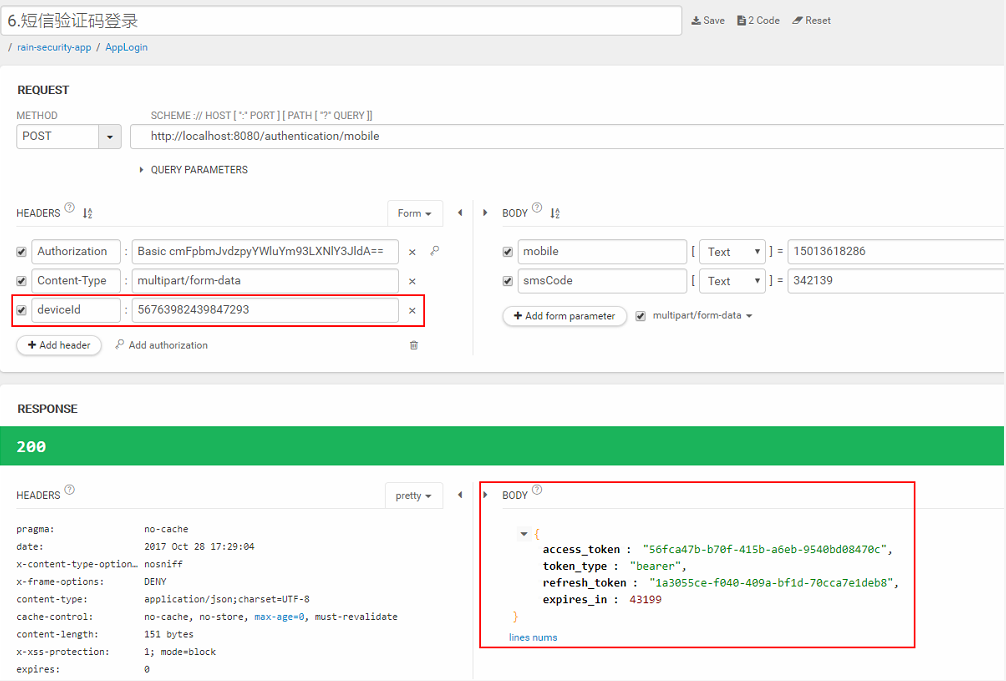 6.短信验证码登录 Save 2 Code Reset
/ rain-security-app / AppLogin
REQUEST
METHOD SCHEME :// HOST [ ":" PORT ] [ PATH [ "?" QUERY ]]
POST http://localhost:8080/authentication/mobile
QUERY PARAMETERS
HEADERS ? Form BODY ?
Authorization : Basic cmFpbmJvdzpyYWluYm93LXNlY3JldA== mobile [ Text ] = 15013618286
Content-Type : multipart/form-data smsCode [ Text ] = 342139
deviceId : 56763982439847293
+ Add form parameter multipart/form-data
+ Add header Add authorization
RESPONSE
200
HEADERS ? pretty BODY ?
pragma: no-cache
date: 2017 Oct 28 17:29:04
x-content-type-option… nosniff
x-frame-options: DENY
content-type: application/json;charset=UTF-8
cache-control: no-cache, no-store, max-age=0, must-revalidate
content-length: 151 bytes
x-xss-protection: 1; mode=block
expires: 0
{
access_token : "56fca47b-b70f-415b-a6eb-9540bd08470c",
token_type : "bearer",
refresh_token : "1a3055ce-f040-409a-bf1d-70cca7e1deb8",
expires_in : 43199
}
lines nums